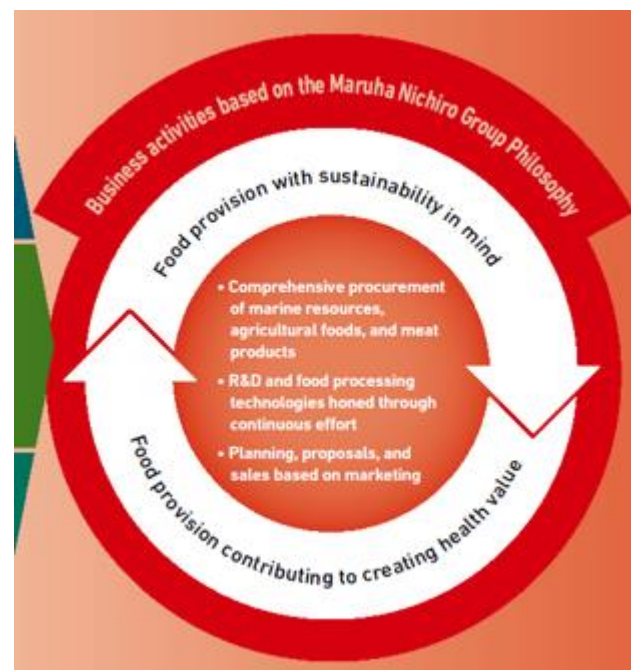 Business activities based on the Maruha Nichiro Group Philosophy
Food provision with sustainability in mind
• Comprehensive procurement
of marine resources,
agricultural foods, and meat
products
• R&D and food processing
technologies honed through
continuous effort
• Planning, proposals, and
sales based on marketing
Food provision contributing to creating health value